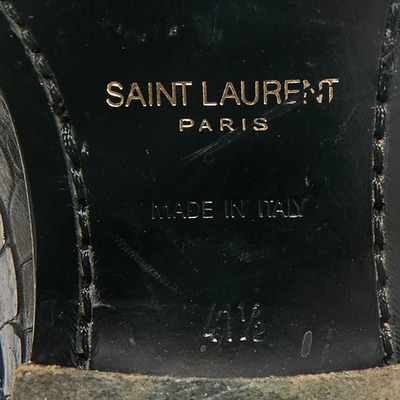 SAINT LAURENT
PARIS
MADE IN ITALY
41½